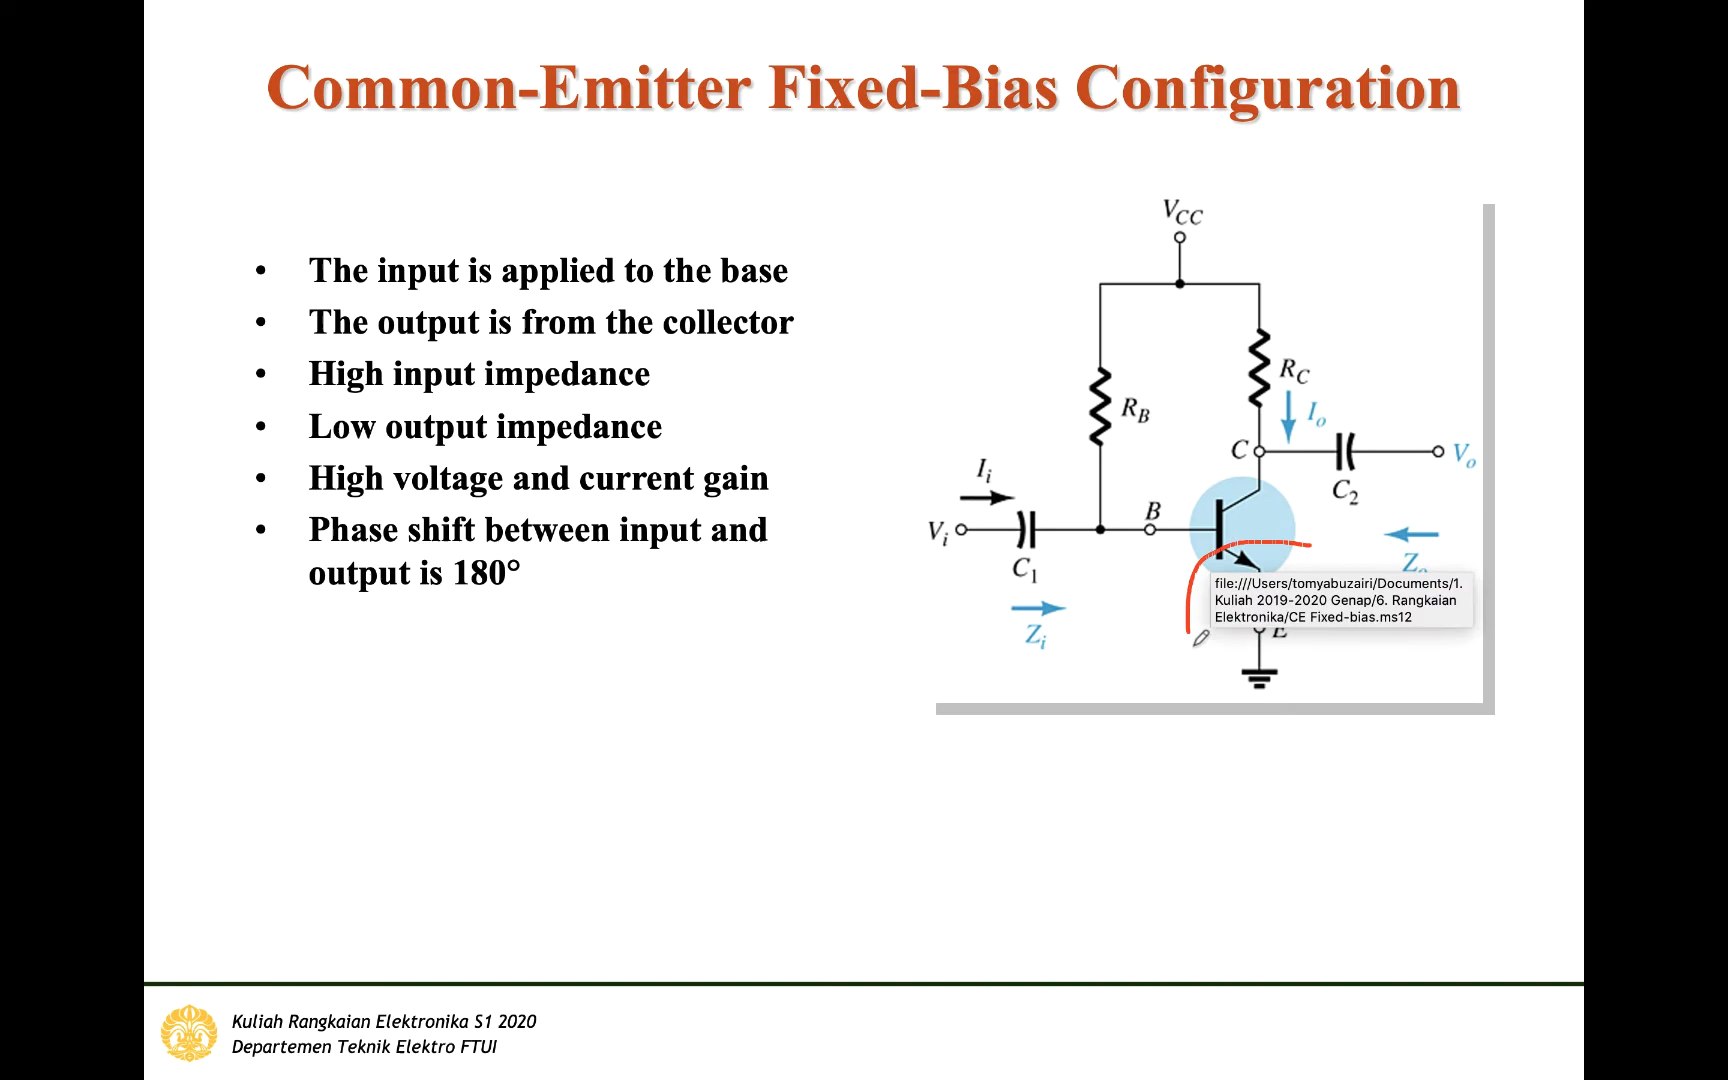 Common-Emitter Fixed-Bias Configuration
• The input is applied to the base
• The output is from the collector
• High input impedance
• Low output impedance
• High voltage and current gain
• Phase shift between input and
output is 180°
VCC
RC
RB
Io
C
Vo
C2
Ii
B
Vi
C1
Zo
Zi
file:///Users/tomyabuzairi/Documents/1.
Kuliah 2019-2020 Genap/6. Rangkaian
Elektronika/CE Fixed-bias.ms12
E
Kuliah Rangkaian Elektronika S1 2020
Departemen Teknik Elektro FTUI